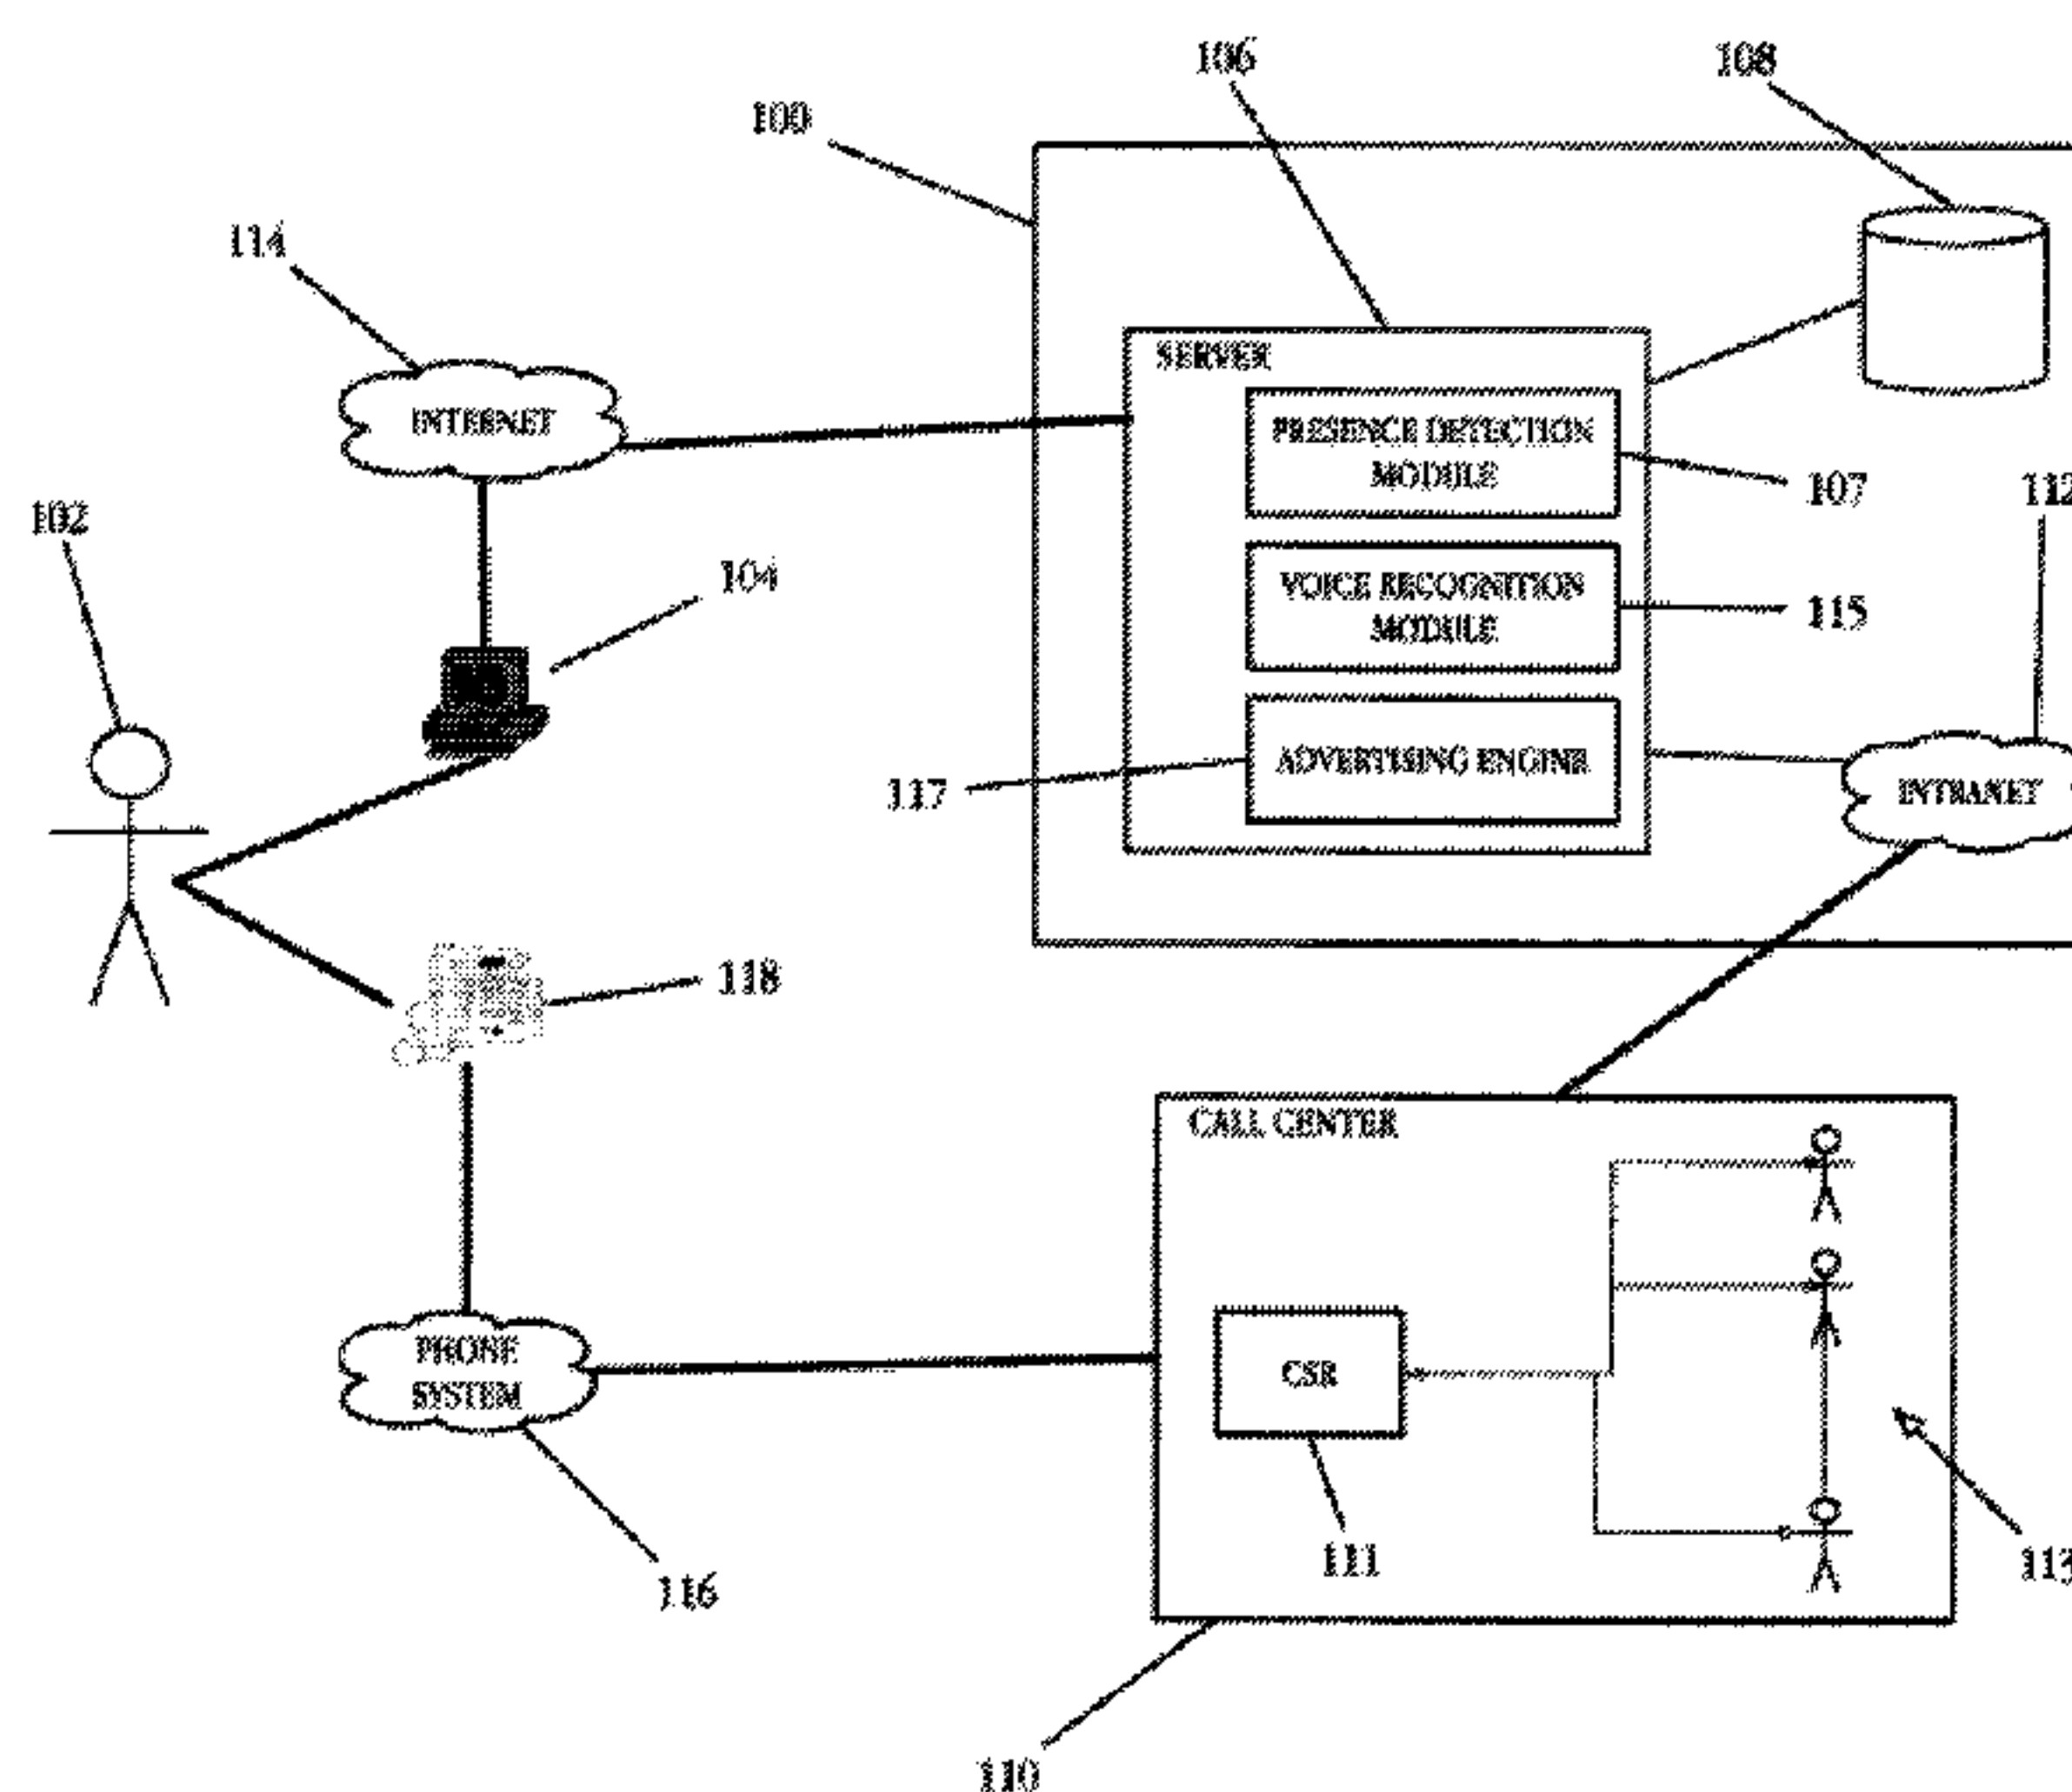 106
108
100
114
SERVER
INTERNET
PRESENCE DETECTION
MODULE
107
112
102
104
VOICE RECOGNITION
MODULE
115
ADVERTISING ENGINE
117
INTRANET
118
CALL CENTER
PHONE
SYSTEM
CSR
111
116
110